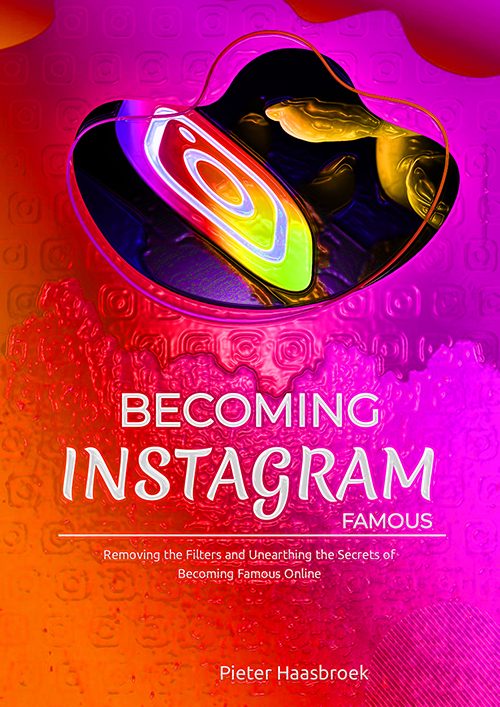 BECOMING
INSTAGRAM
FAMOUS
Removing the Filters and Unearthing the Secrets of
Becoming Famous Online
Pieter Haasbroek